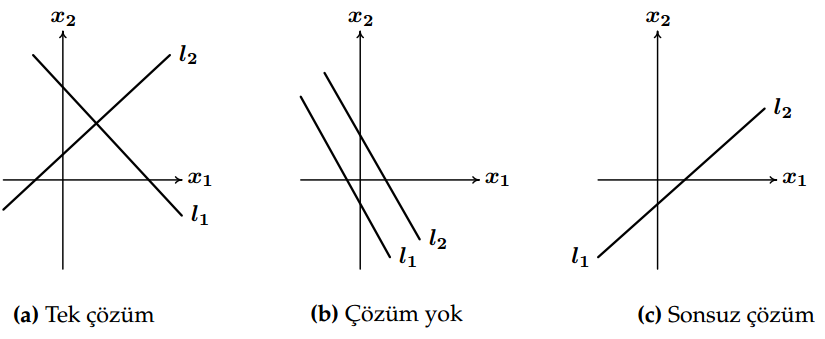 x₂ x₂ x₂
l₂
l₂
x₁ x₁ x₁
l₁
l₂
l₁ l₁
(a) Tek çözüm (b) Çözüm yok (c) Sonsuz çözüm